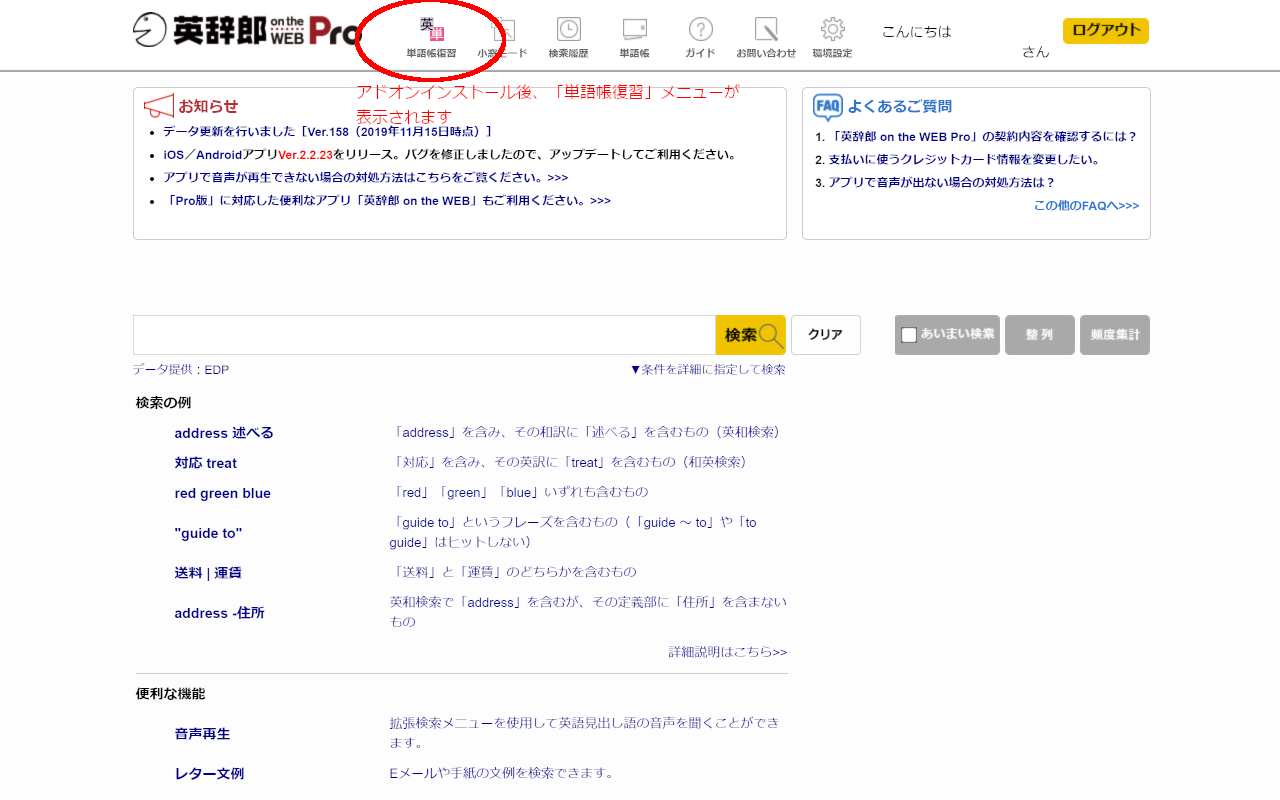 英辞郎 on the WEB Pro
英単
単語帳復習
小窓モード
検索履歴
単語帳
ガイド
お問い合わせ
環境設定
こんにちは
さん
ログアウト
アドオンインストール後、「単語帳復習」メニューが
表示されます
お知らせ
• データ更新を行いました［Ver.158（2019年11月15日時点）］
• iOS／AndroidアプリVer.2.2.23をリリース。バグを修正しましたので、アップデートしてご利用ください。
• アプリで音声が再生できない場合の対処方法はこちらをご覧ください。>>>
• 「Pro版」に対応した便利なアプリ「英辞郎 on the WEB」もご利用ください。>>>
FAQ よくあるご質問
1. 「英辞郎 on the WEB Pro」の契約内容を確認するには？
2. 支払いに使うクレジットカード情報を変更したい。
3. アプリで音声が出ない場合の対処方法は？
この他のFAQへ>>>
検索
クリア
あいまい検索
整 列
頻度集計
データ提供：EDP
▼条件を詳細に指定して検索
検索の例
address 述べる
「address」を含み、その和訳に「述べる」を含むもの（英和検索）
対応 treat
「対応」を含み、その英訳に「treat」を含むもの（和英検索）
red green blue
「red」「green」「blue」いずれも含むもの
"guide to"
「guide to」というフレーズを含むもの（「guide ～ to」や「to
guide」はヒットしない）
送料 | 運賃
「送料」と「運賃」のどちらかを含むもの
address -住所
英和検索で「address」を含むが、その定義部に「住所」を含まない
もの
詳細説明はこちら>>
便利な機能
音声再生
拡張検索メニューを使用して英語見出し語の音声を聞くことができ
ます。
レター文例
Eメールや手紙の文例を検索できます。